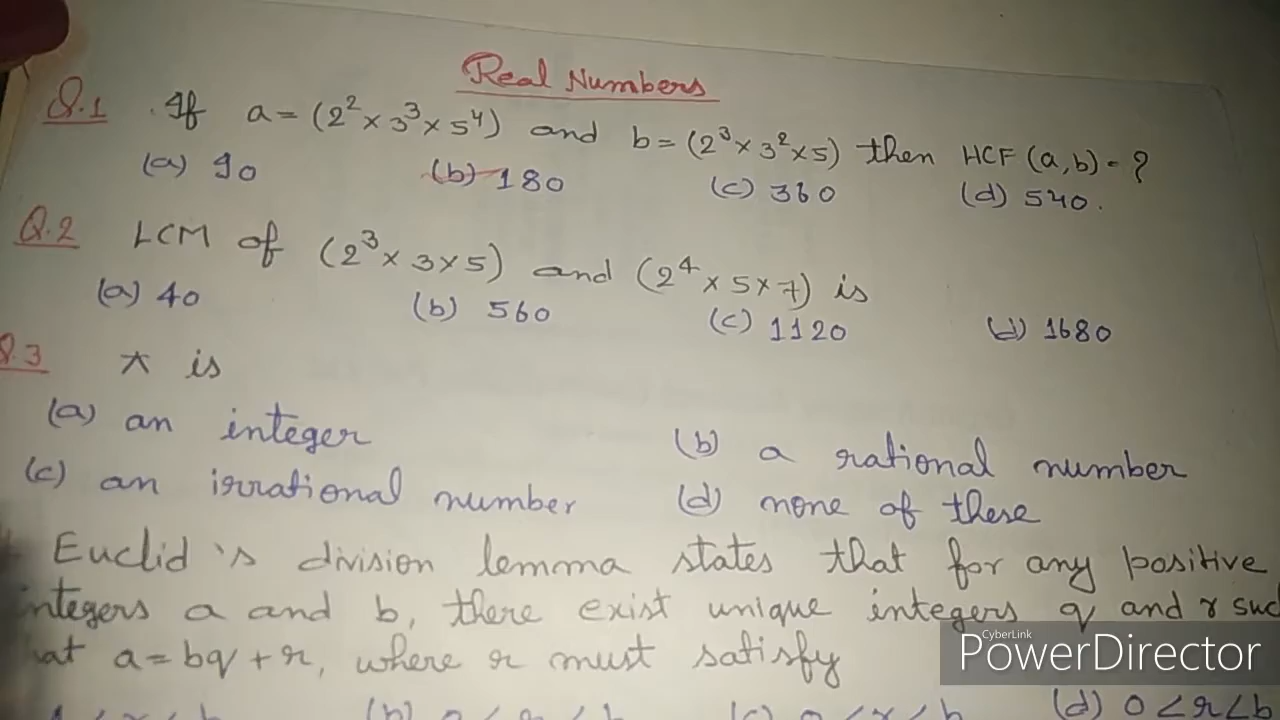 Real Numbers
Q.1 If a = (2² × 3³ × 5⁴) and b = (2³ × 3² × 5) then HCF (a, b) = ?
(a) 90 (b) 180 (c) 360 (d) 540.
Q.2 LCM of (2³ × 3 × 5) and (2⁴ × 5 × 7) is
(a) 40 (b) 560 (c) 1120 (d) 1680
Q.3 π is
(a) an integer (b) a rational number
(c) an irrational number (d) none of these
Euclid's division lemma states that for any positive
integers a and b, there exist unique integers q and r
a = bq + r, where r must satisfy
(d) 0 < r < b
CyberLink
PowerDirector